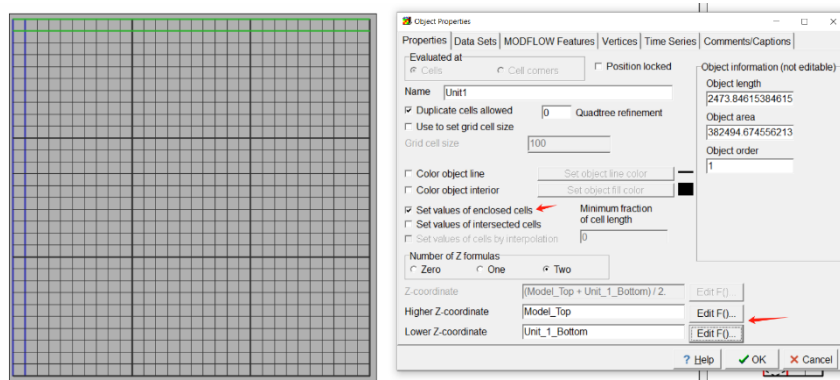 Object Properties
Properties Data Sets MODFLOW Features Vertices Time Series Comments/Captions
Evaluated at
Cells Cell corners
Position locked
Name Unit1
Duplicate cells allowed 0 Quadtree refinement
Use to set grid cell size
Grid cell size 100
Color object line Set object line color
Color object interior Set object fill color
Set values of enclosed cells
Set values of intersected cells
Set values of cells by interpolation
Minimum fraction
of cell length
0
Number of Z formulas
Zero One Two
Z-coordinate (Model_Top + Unit_1_Bottom) / 2. Edit F()...
Higher Z-coordinate Model_Top Edit F()...
Lower Z-coordinate Unit_1_Bottom Edit F()...
Object information (not editable)
Object length
2473.84615384615
Object area
382494.674556213
Object order
1
? Help OK Cancel